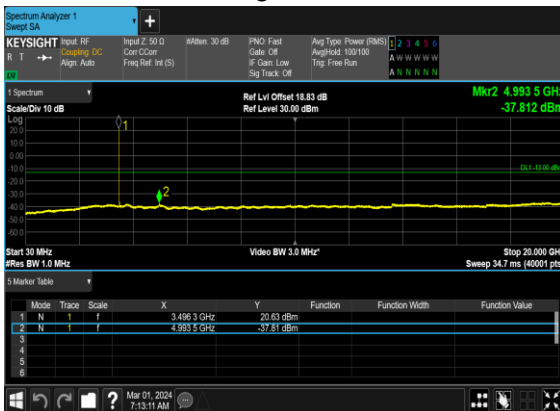 Spectrum Analyzer 1
Swept SA
KEYSIGHT Input: RF Input Z: 50 Ω #Atten: 30 dB PNO: Fast Avg Type: Power (RMS) 1 2 3 4 5 6
R T Coupling: DC Corr CCorr Gate: Off Avg|Hold: 100/100 A W W W W W
Align: Auto Freq Ref: Int (S) IF Gain: Low Trig: Free Run
Sig Track: Off A N N N N N
LV
1 Spectrum Ref Lvl Offset 18.83 dB Mkr2 4.993 5 GHz
Scale/Div 10 dB Ref Level 30.00 dBm -37.812 dBm
Log
1
20.0
10.0
0.00
-10.0 DL1 -13.00 dBm
-20.0
-30.0 2
-40.0
-50.0
-60.0
Start 30 MHz Video BW 3.0 MHz* Stop 20.000 GH
#Res BW 1.0 MHz Sweep 34.7 ms (40001 pts
5 Marker Table
Mode Trace Scale X Y Function Function Width Function Value
1 N 1 f 3.496 3 GHz 20.63 dBm
2 N 1 f 4.993 5 GHz -37.81 dBm
3
4
5
6
? Mar 01, 2024
7:13:11 AM